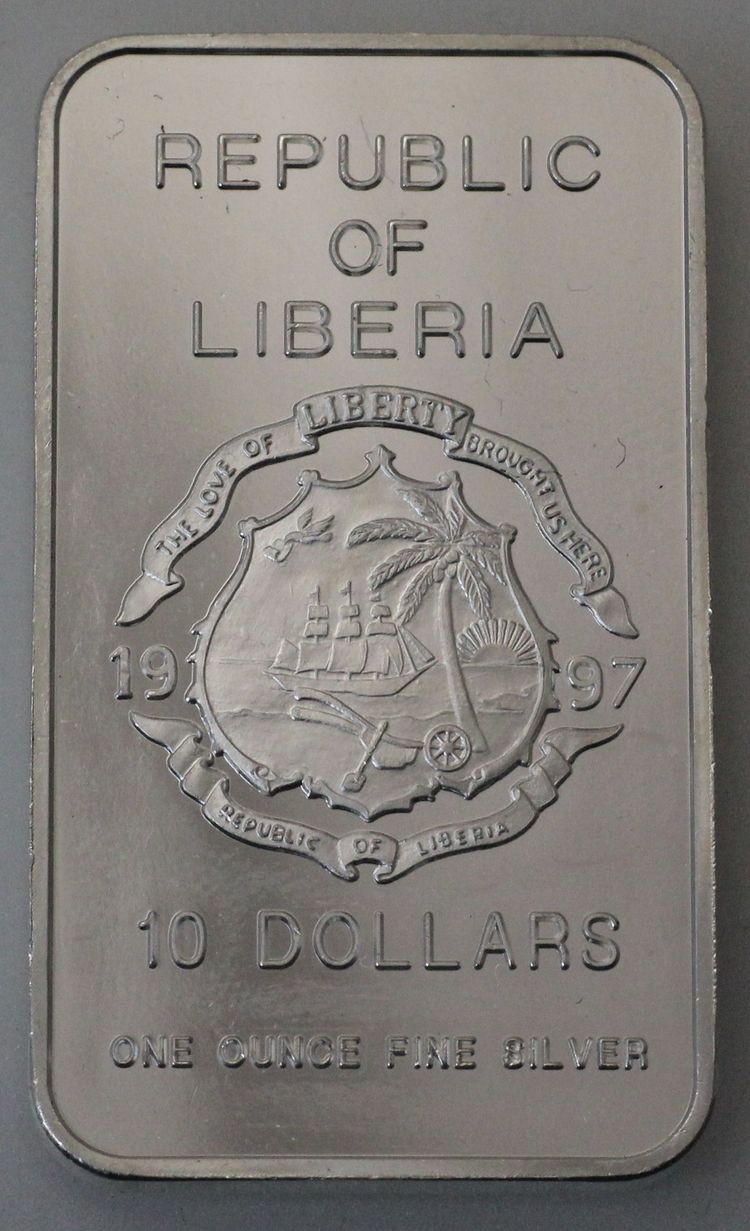 REPUBLIC
OF
LIBERIA
THE LOVE OF LIBERTY BROUGHT US HERE
1997
REPUBLIC OF LIBERIA
10 DOLLARS
ONE OUNCE FINE SILVER